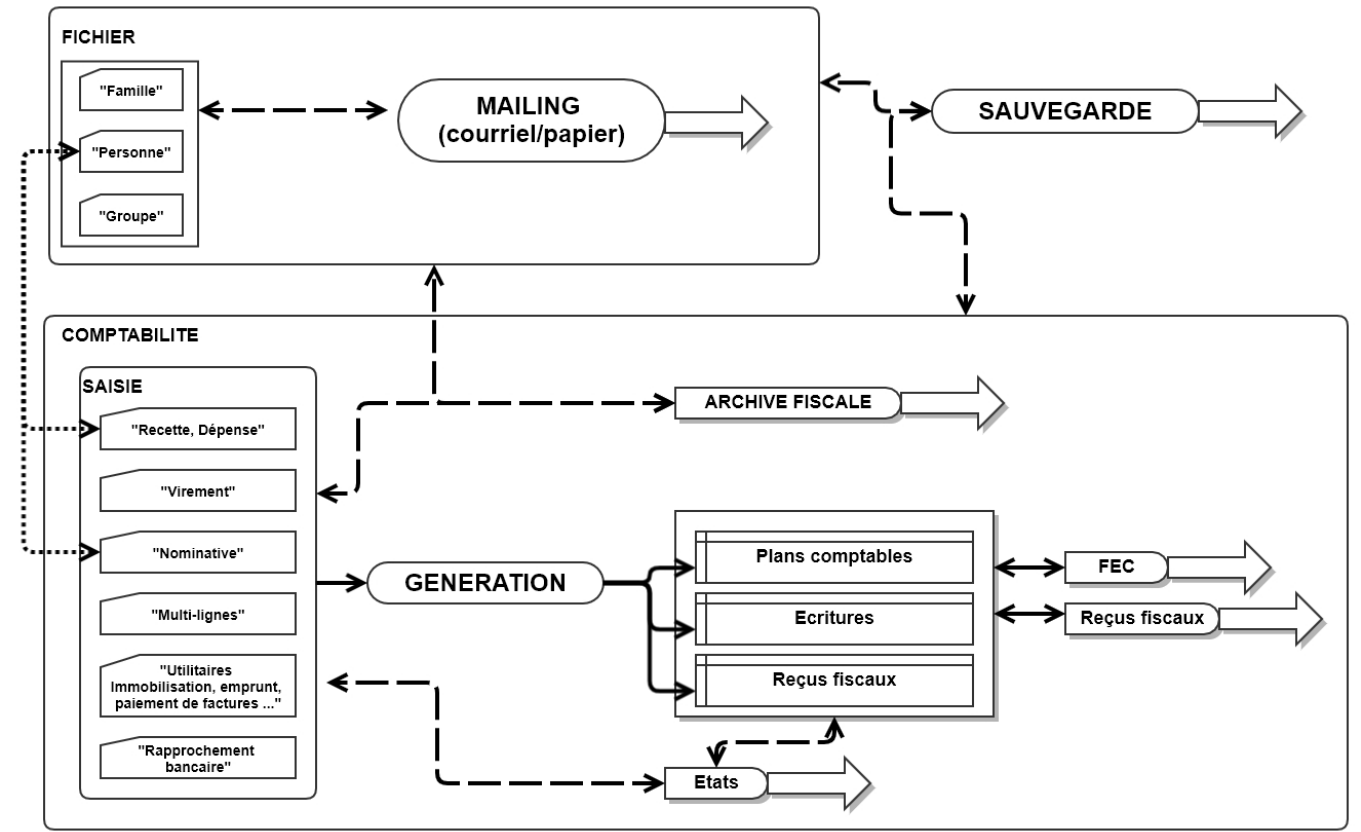 FICHIER
"Famille"
"Personne"
"Groupe"
MAILING
(courriel/papier)
SAUVEGARDE
COMPTABILITE
SAISIE
"Recette, Dépense"
"Virement"
"Nominative"
"Multi-lignes"
"Utilitaires
Immobilisation, emprunt,
paiement de factures ..."
"Rapprochement
bancaire"
ARCHIVE FISCALE
GENERATION
Plans comptables
Ecritures
Reçus fiscaux
FEC
Reçus fiscaux
Etats